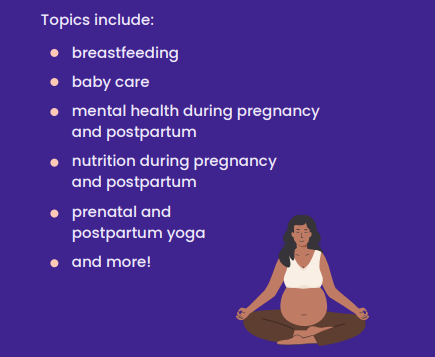 Topics include:
breastfeeding
baby care
mental health during pregnancy
and postpartum
nutrition during pregnancy
and postpartum
prenatal and
postpartum yoga
and more!